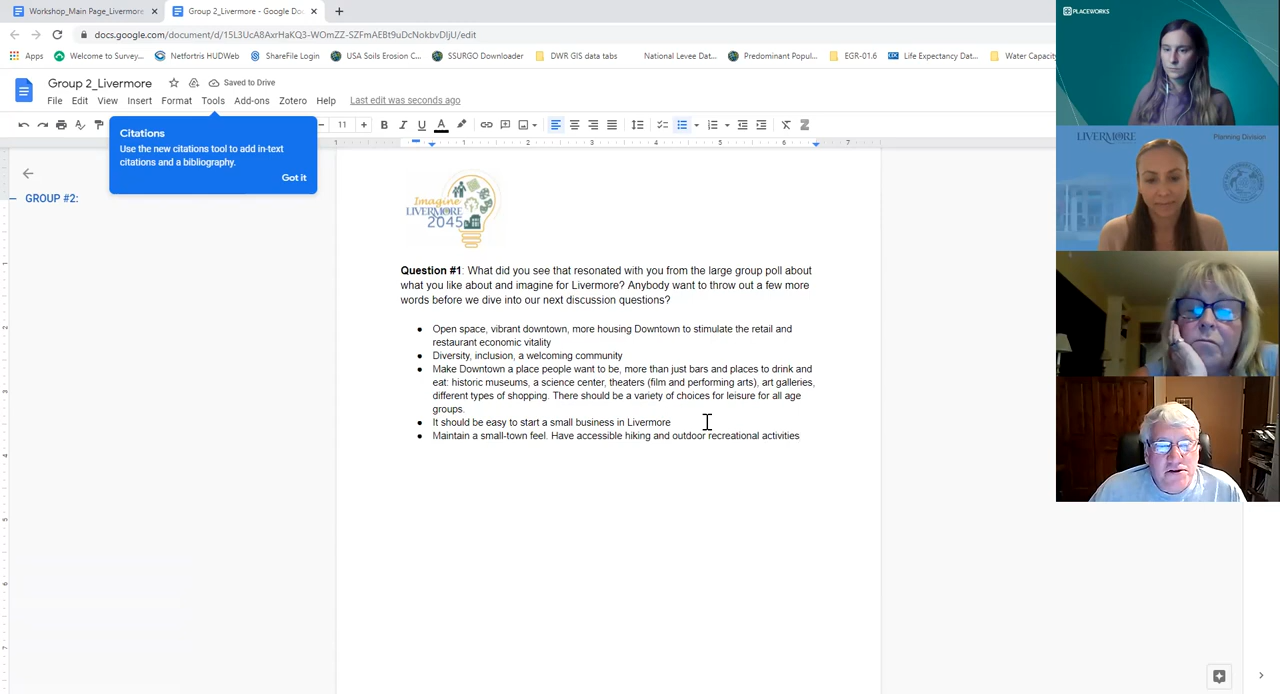 Workshop_Main Page_Livermore
Group 2_Livermore - Google Doc
docs.google.com/document/d/15L3UcA8AxrHaKQ3-WOmZZ-SZFmAEBt9uDcNokbvDIjU/edit
Apps
Welcome to Survey...
Netfortris HUDWeb
ShareFile Login
USA Soils Erosion C...
SSURGO Downloader
DWR GIS data tabs
National Levee Dat...
Predominant Popul...
EGR-01.6
Life Expectancy Dat...
Water Capacity
Group 2_Livermore
Saved to Drive
File Edit View Insert Format Tools Add-ons Zotero Help Last edit was seconds ago
11
Citations
Use the new citations tool to add in-text
citations and a bibliography.
Got it
GROUP #2:
1 1 2 3 4 5 6 7
Imagine
LIVERMORE
2045
Question #1: What did you see that resonated with you from the large group poll about
what you like about and imagine for Livermore? Anybody want to throw out a few more
words before we dive into our next discussion questions?
● Open space, vibrant downtown, more housing Downtown to stimulate the retail and
restaurant economic vitality
● Diversity, inclusion, a welcoming community
● Make Downtown a place people want to be, more than just bars and places to drink and
eat: historic museums, a science center, theaters (film and performing arts), art galleries,
different types of shopping. There should be a variety of choices for leisure for all age
groups.
● It should be easy to start a small business in Livermore
● Maintain a small-town feel. Have accessible hiking and outdoor recreational activities
PLACEWORKS
LIVERMORE
Planning Division